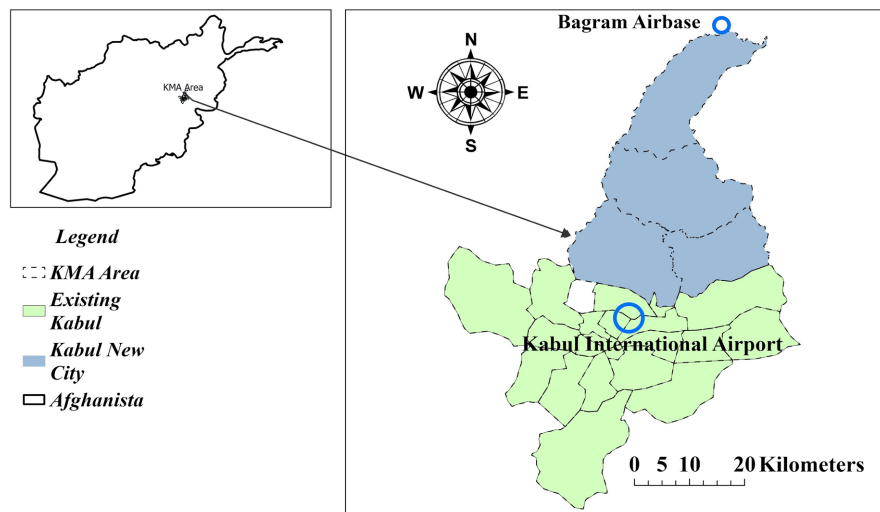 KMA Area
Legend
KMA Area
Existing
Kabul
Kabul New
City
Afghanista
Bagram Airbase
N
W
E
S
Kabul International Airport
0 5 10 20 Kilometers